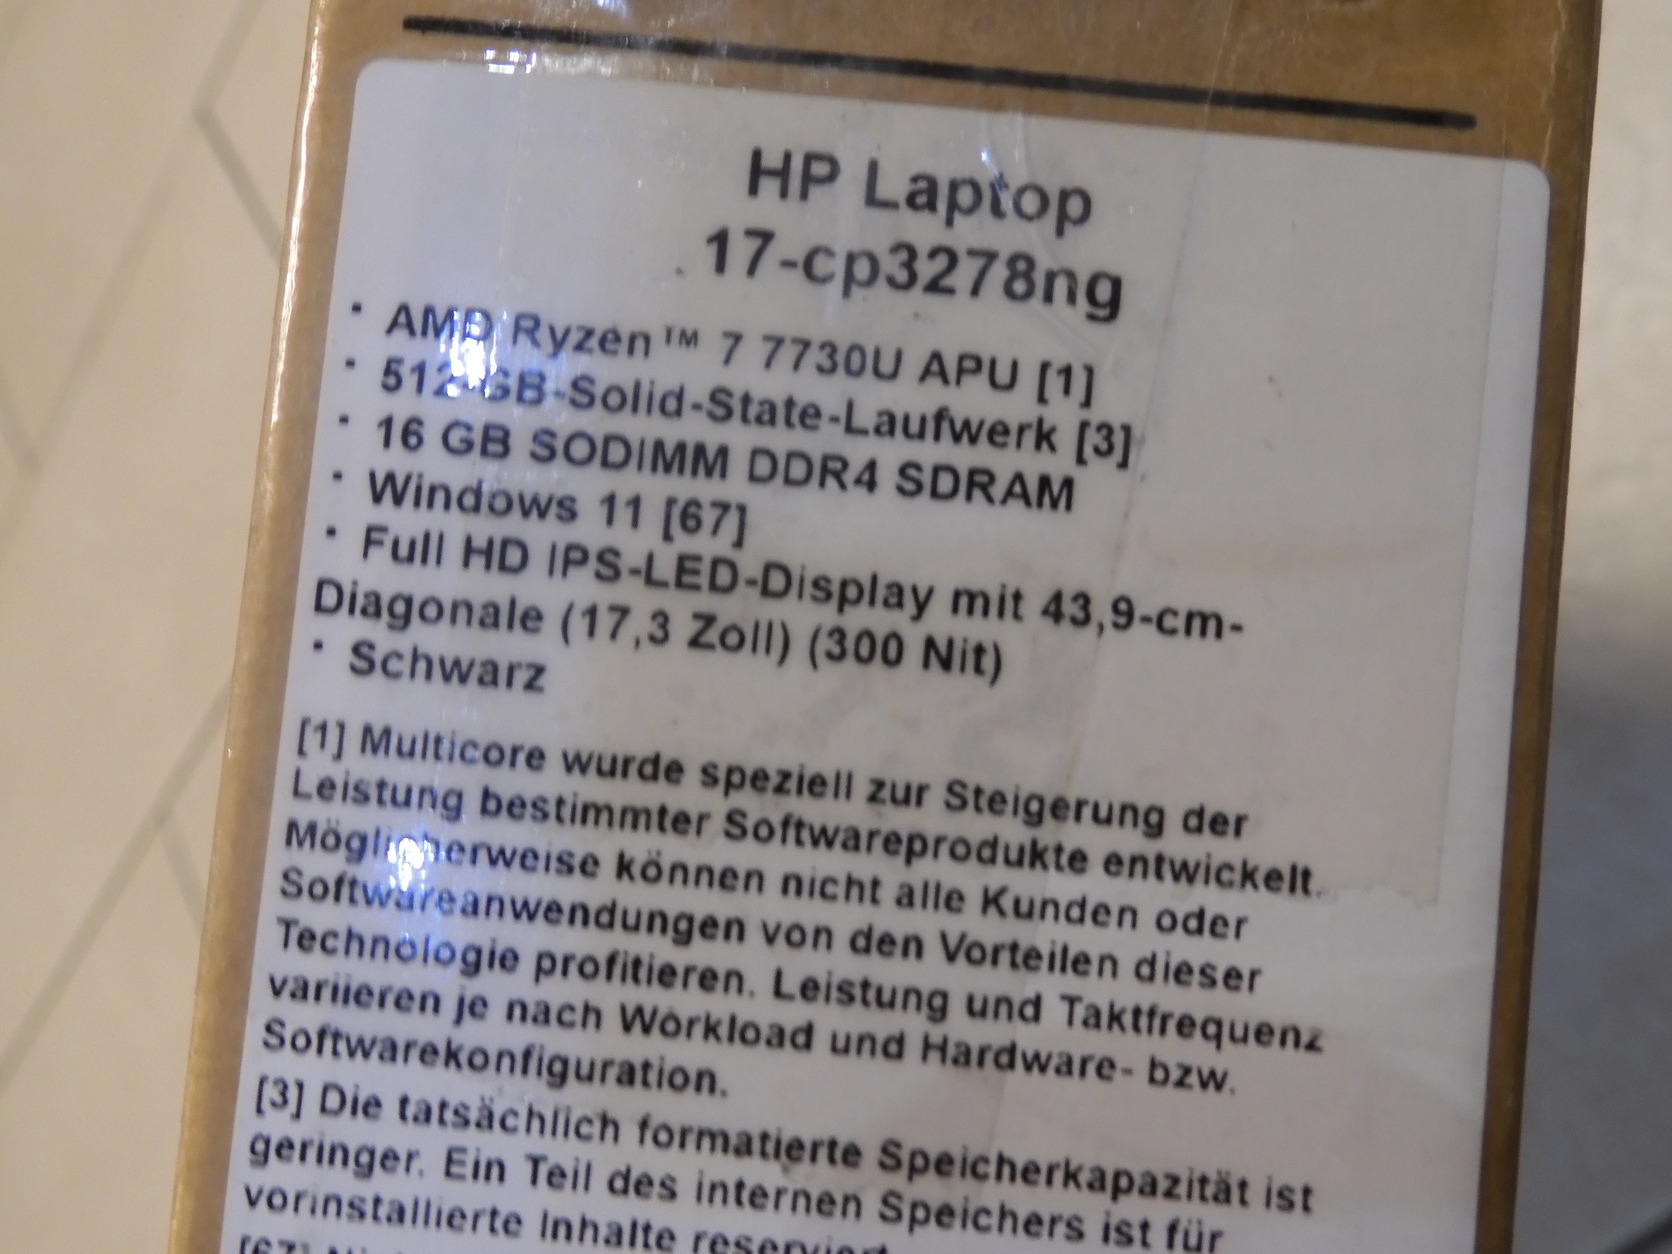 HP Laptop
17-cp3278ng
· AMD Ryzen™ 7 7730U APU [1]
· 512-GB-Solid-State-Laufwerk [3]
· 16 GB SODIMM DDR4 SDRAM
· Windows 11 [67]
· Full HD IPS-LED-Display mit 43,9-cm-
Diagonale (17,3 Zoll) (300 Nit)
· Schwarz
[1] Multicore wurde speziell zur Steigerung der
Leistung bestimmter Softwareprodukte entwickelt.
Möglicherweise können nicht alle Kunden oder
Softwareanwendungen von den Vorteilen dieser
Technologie profitieren. Leistung und Taktfrequenz
variieren je nach Workload und Hardware- bzw.
Softwarekonfiguration.
[3] Die tatsächlich formatierte Speicherkapazität ist
geringer. Ein Teil des internen Speichers ist für
vorinstallierte Inhalte reserviert
[67]